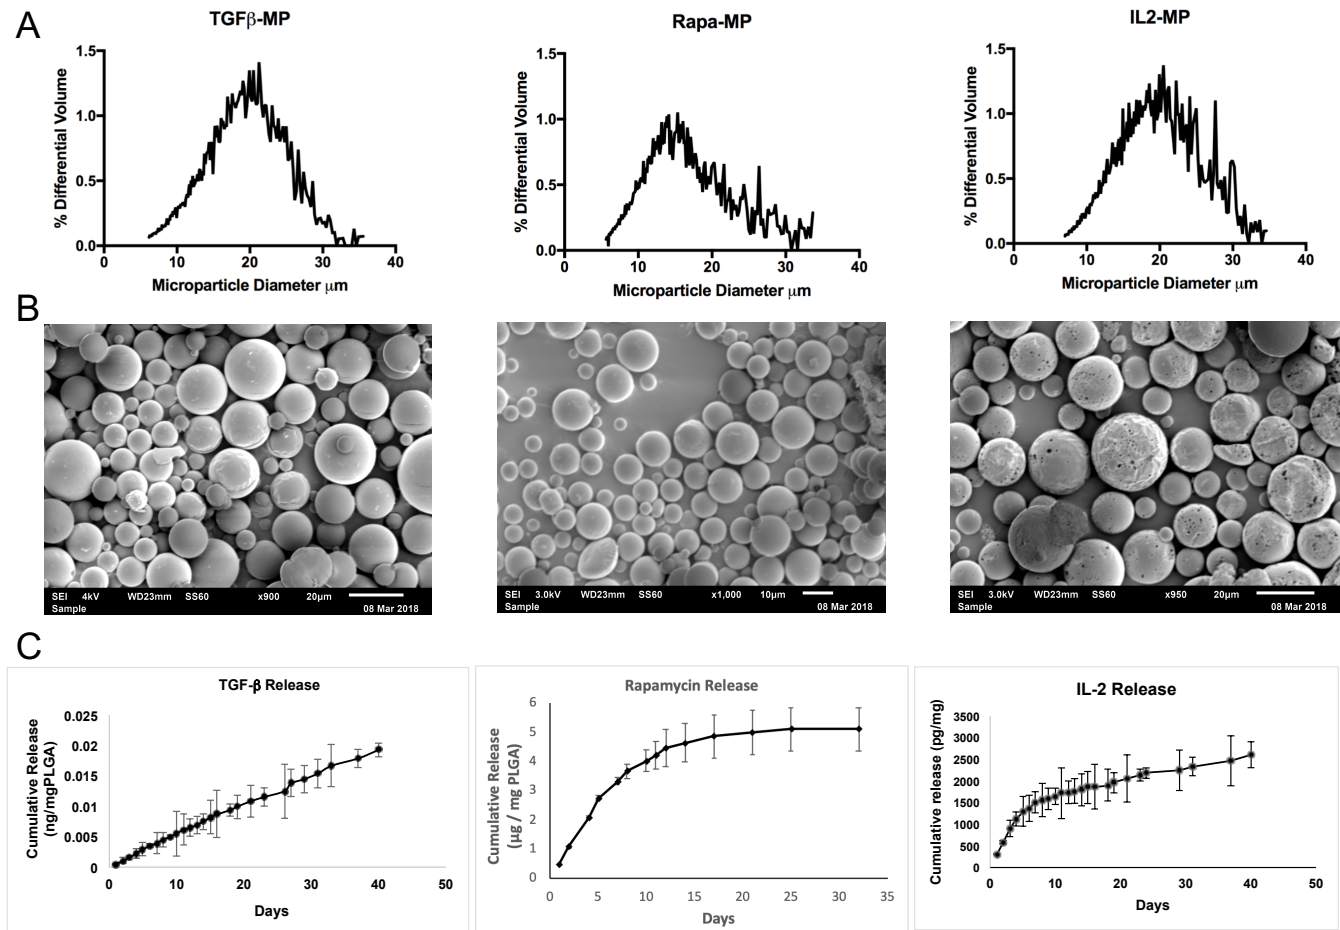 A
TGFβ-MP
Rapa-MP
IL2-MP
% Differential Volume
1.5
1.0
0.5
0.0
0
10
20
30
40
Microparticle Diameter μm
% Differential Volume
1.5
1.0
0.5
0.0
0
10
20
30
40
Microparticle Diameter μm
% Differential Volume
1.5
1.0
0.5
0.0
0
10
20
30
40
Microparticle Diameter μm
B
SEI 4kV WD23mm SS60 x900 20μm
Sample 08 Mar 2018
SEI 3.0kV WD23mm SS60 x1,000 10μm
Sample 08 Mar 2018
SEI 3.0kV WD23mm SS60 x950 20μm
Sample 08 Mar 2018
C
TGF-β Release
Cumulative Release
(ng/mgPLGA)
0.025
0.02
0.015
0.01
0.005
0
0 10 20 30 40 50
Days
Rapamycin Release
Cumulative Release
(μg / mg PLGA)
6
5
4
3
2
1
0
0 5 10 15 20 25 30 35
Days
IL-2 Release
Cumulative release (pg/mg)
3500
3000
2500
2000
1500
1000
500
0
0 10 20 30 40 50
Days